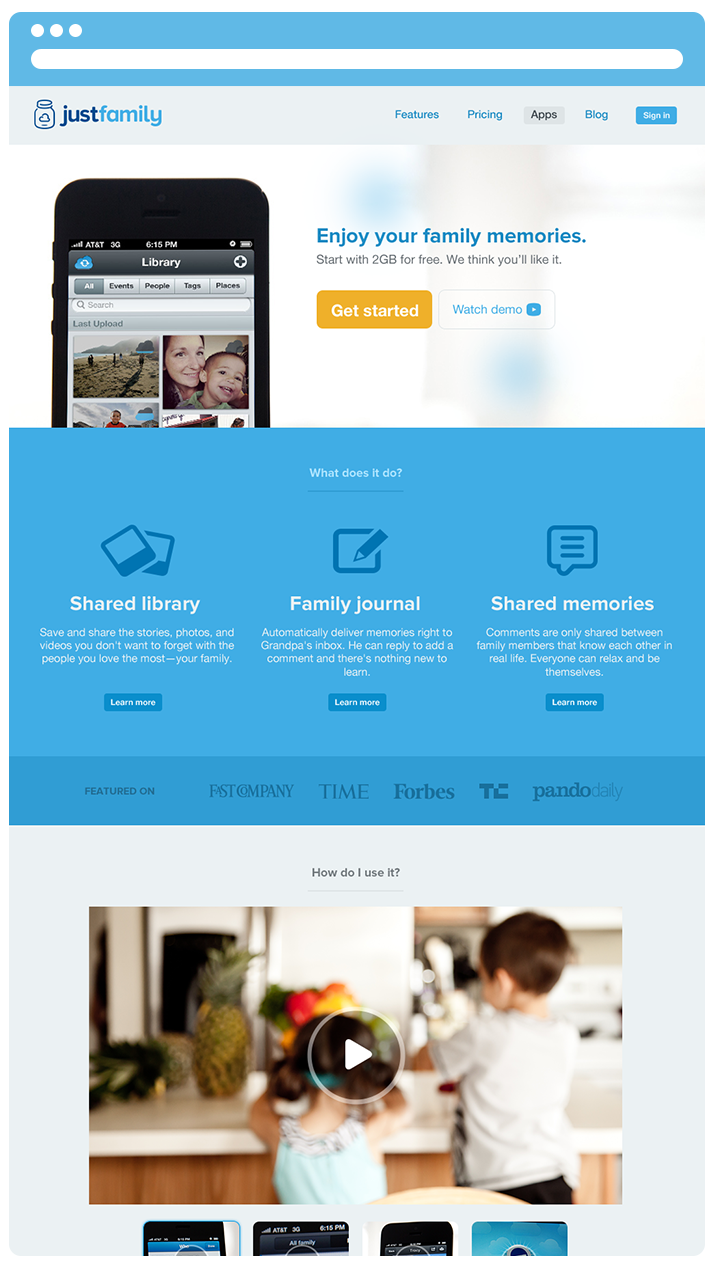 justfamily
Features Pricing Apps Blog Sign in
Enjoy your family memories.
Start with 2GB for free. We think you'll like it.
Get started Watch demo
AT&T 3G 6:15 PM
Library
All Events People Tags Places
Search
Last Upload
What does it do?
Shared library
Save and share the stories, photos, and
videos you don't want to forget with the
people you love the most—your family.
Learn more
Family journal
Automatically deliver memories right to
Grandpa's inbox. He can reply to add a
comment and there's nothing new to
learn.
Learn more
Shared memories
Comments are only shared between
family members that know each other in
real life. Everyone can relax and be
themselves.
Learn more
FEATURED ON FAST COMPANY TIME Forbes TC pandodaily
How do I use it?
AT&T 3G 6:15 PM
All family